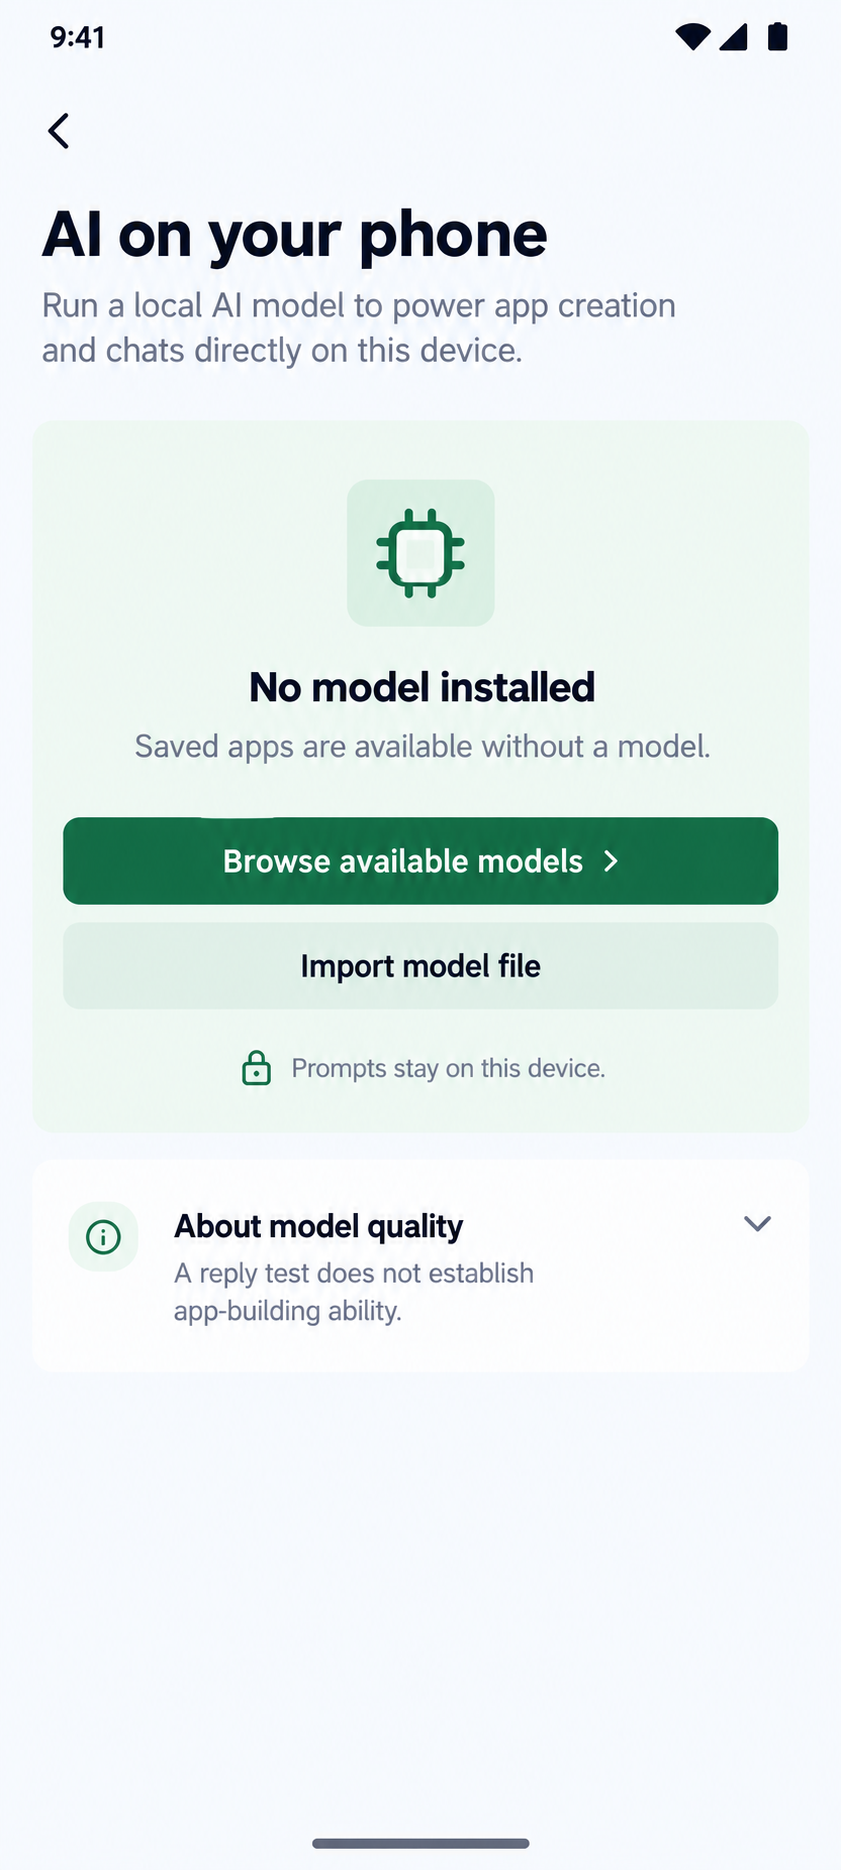 9:41
AI on your phone
Run a local AI model to power app creation
and chats directly on this device.
No model installed
Saved apps are available without a model.
Browse available models
Import model file
Prompts stay on this device.
About model quality
A reply test does not establish
app-building ability.